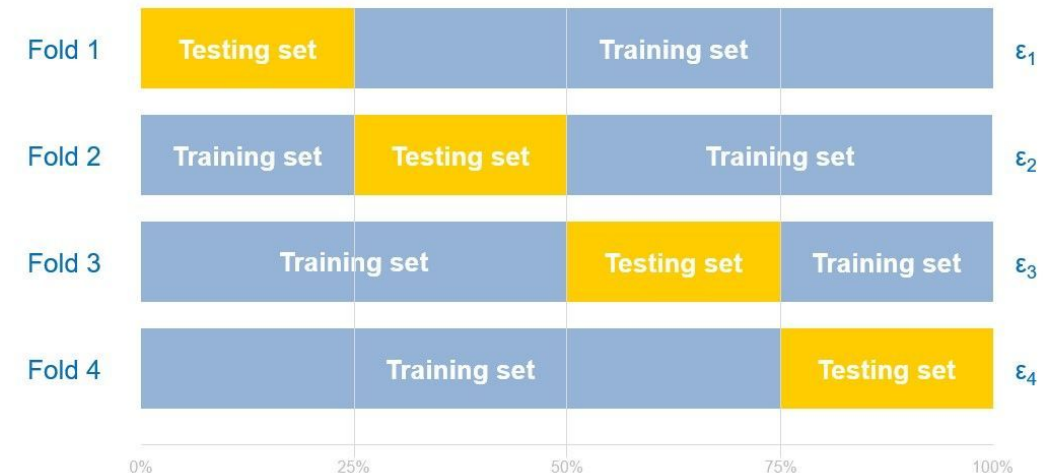 Fold 1 Testing set Training set ε₁
Fold 2 Training set Testing set Training set ε₂
Fold 3 Training set Testing set Training set ε₃
Fold 4 Training set Testing set ε₄
0% 25% 50% 75% 100%